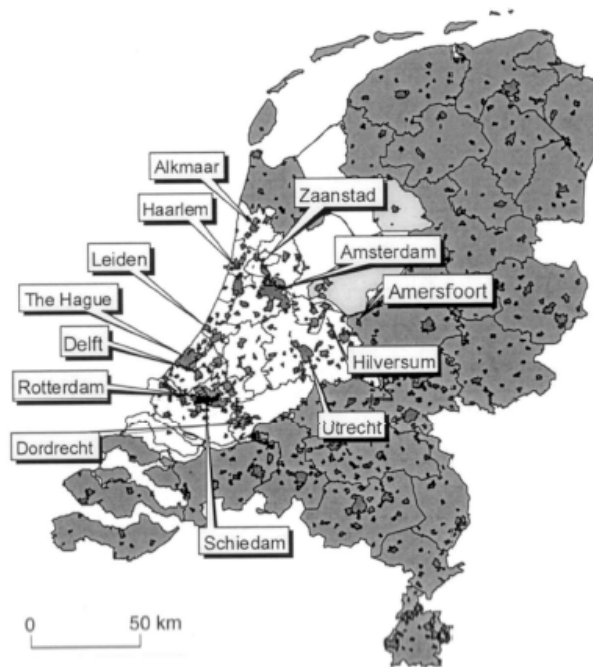 Alkmaar
Zaanstad
Haarlem
Amsterdam
Leiden
Amersfoort
The Hague
Delft
Hilversum
Rotterdam
Utrecht
Dordrecht
Schiedam
0 50 km